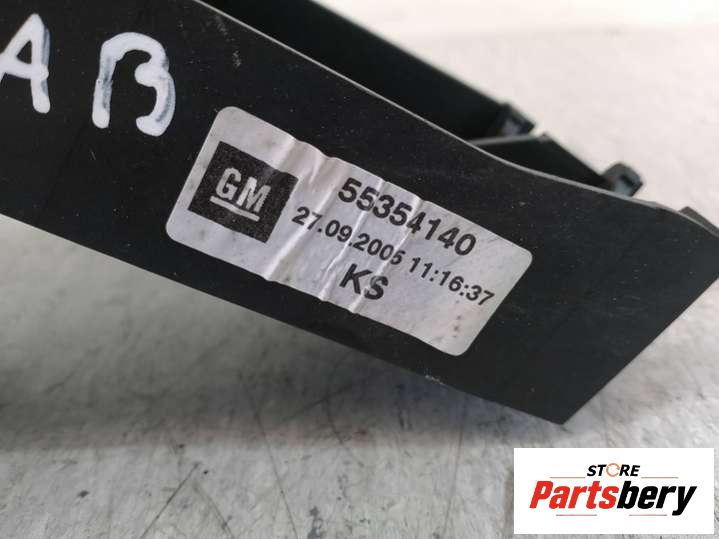 AB
GM
55354140
27.09.2005 11:16:37
KS
STORE
Partsbery